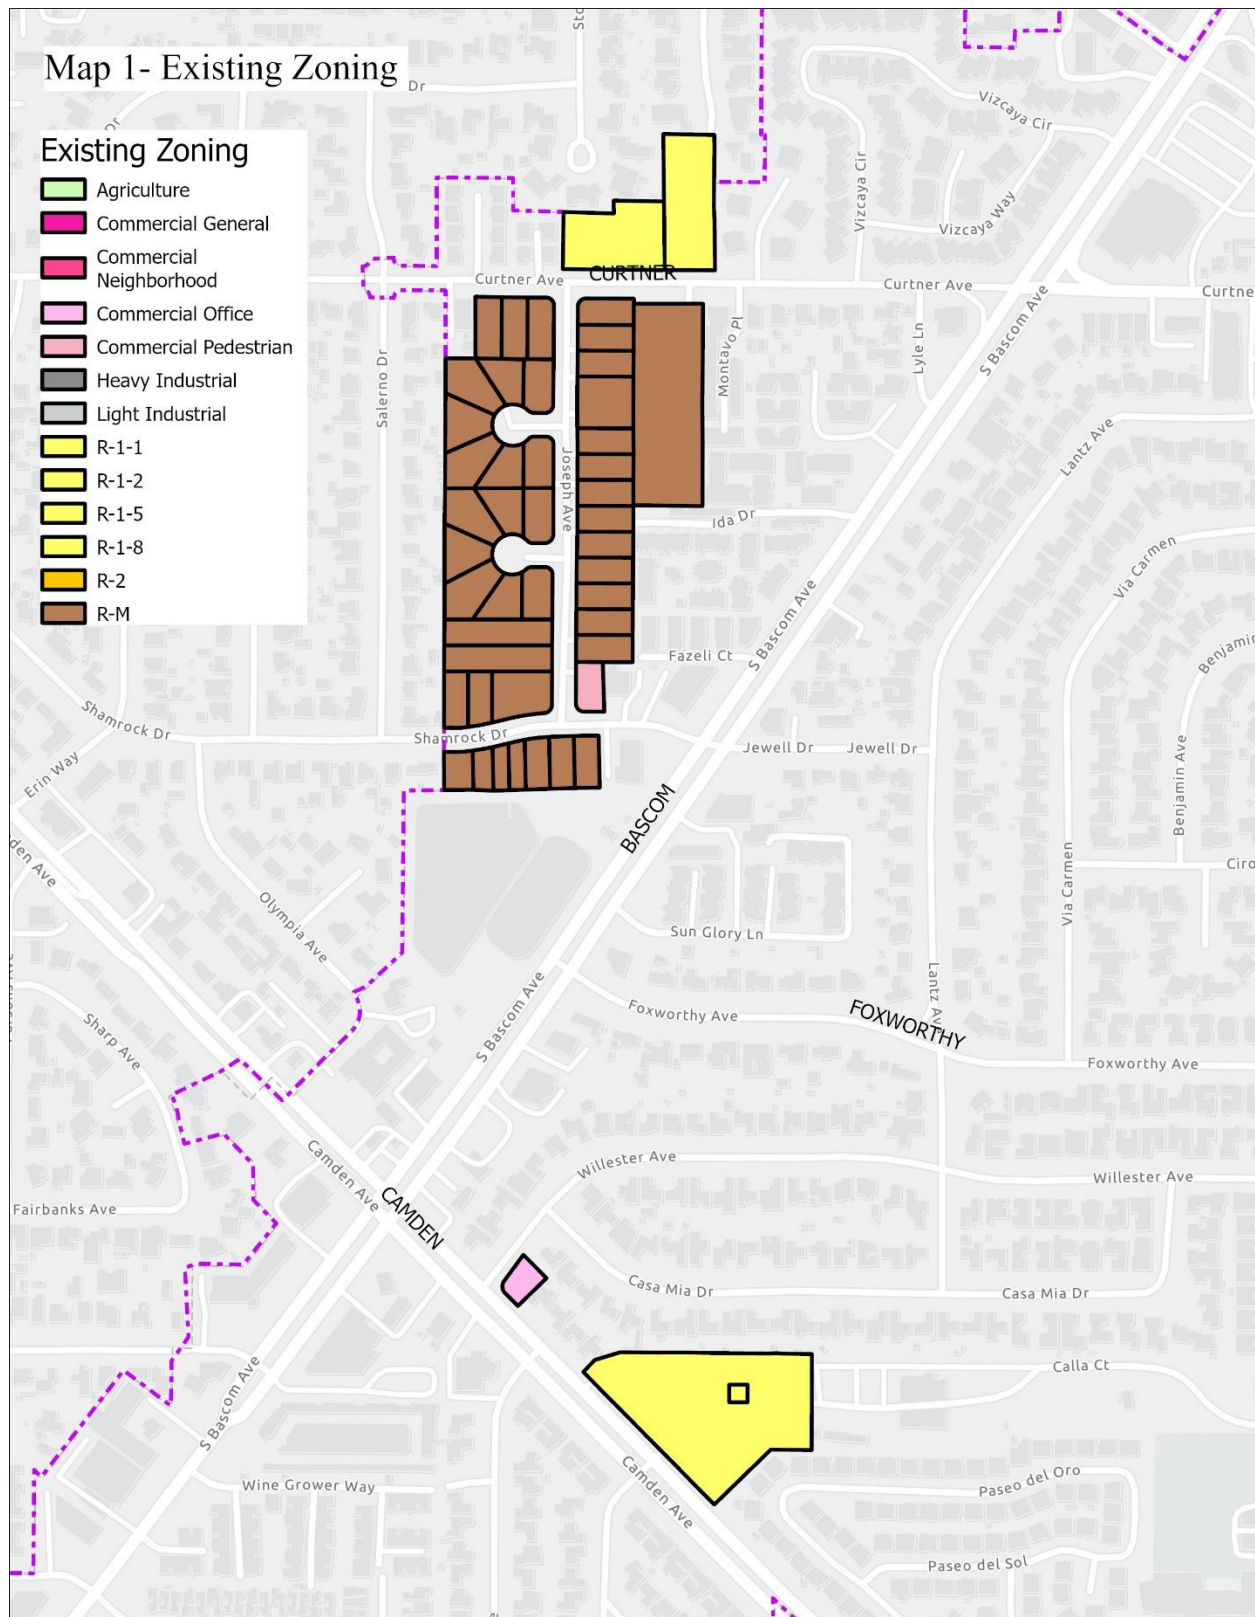 Map 1- Existing Zoning
Existing Zoning
Agriculture
Commercial General
Commercial
Neighborhood
Commercial Office
Commercial Pedestrian
Heavy Industrial
Light Industrial
R-1-1
R-1-2
R-1-5
R-1-8
R-2
R-M
Dr
Dr
Sto
Vizcaya Cir
Vizcaya Cir
Vizcaya Way
Curtner Ave
CURTNER
Curtner Ave
Curtne
S Bascom Ave
Salerno Dr
Montavo Pl
Lyle Ln
Lantz Ave
Joseph Ave
Ida Dr
Via Carmen
S Bascom Ave
Fazeli Ct
Benjamin
Shamrock Dr
Shamrock Dr
Jewell Dr
Jewell Dr
Erin Way
Benjamin Ave
BASCOM
den Ave
Via Carmen
Ciro
Olympia Ave
Sun Glory Ln
Lantz Ave
S Bascom Ave
Foxworthy Ave
FOXWORTHY
Sharp Ave
Foxworthy Ave
Camden Ave
Willester Ave
Willester Ave
Fairbanks Ave
CAMDEN
Casa Mia Dr
Casa Mia Dr
S Bascom Ave
Calla Ct
Camden Ave
Wine Grower Way
Paseo del Oro
Paseo del Sol